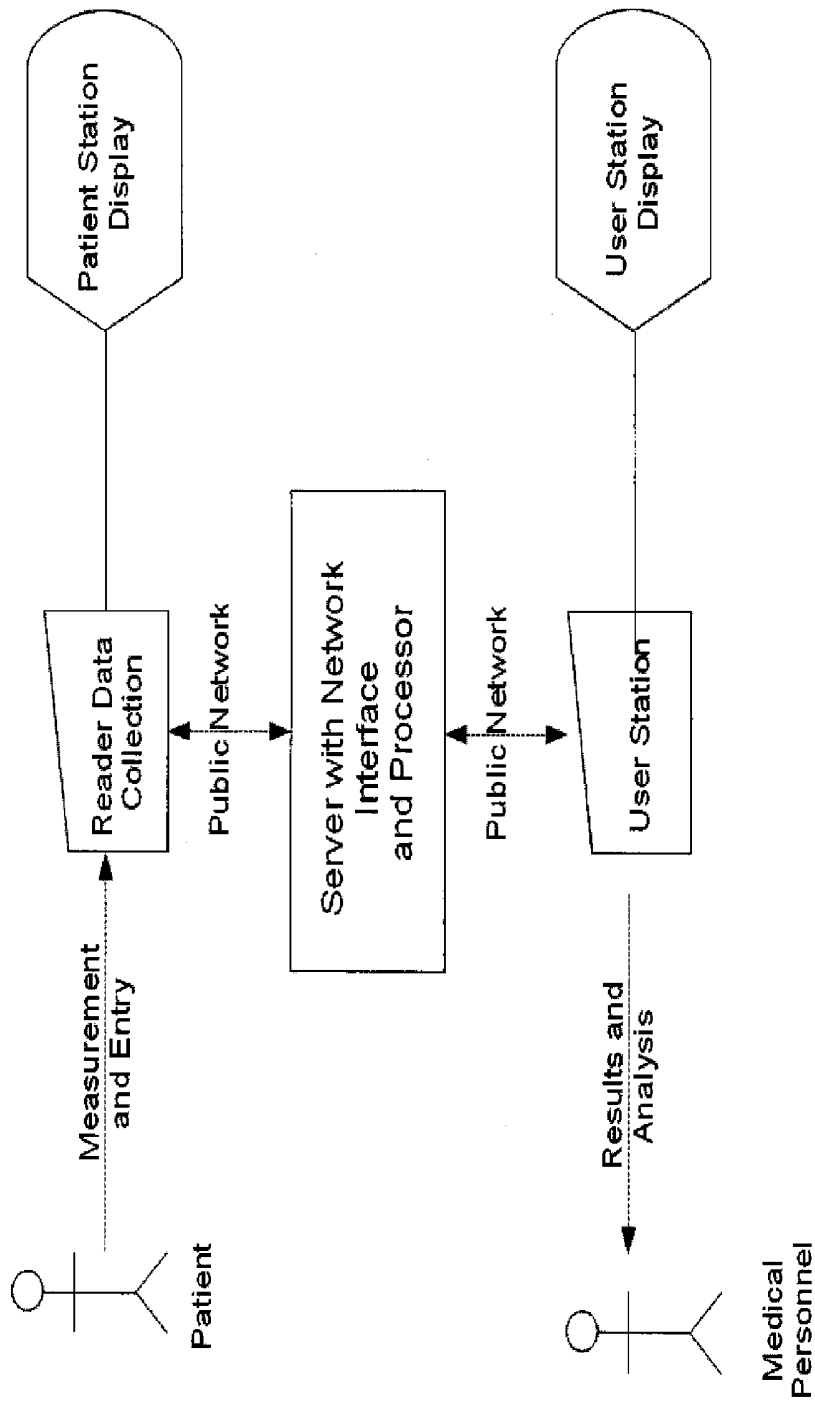 Patient
Measurement
and Entry
Reader Data
Collection
Patient Station
Display
Public Network
Server with Network
Interface
and Processor
Public Network
Medical
Personnel
Results and
Analysis
User Station
User Station
Display